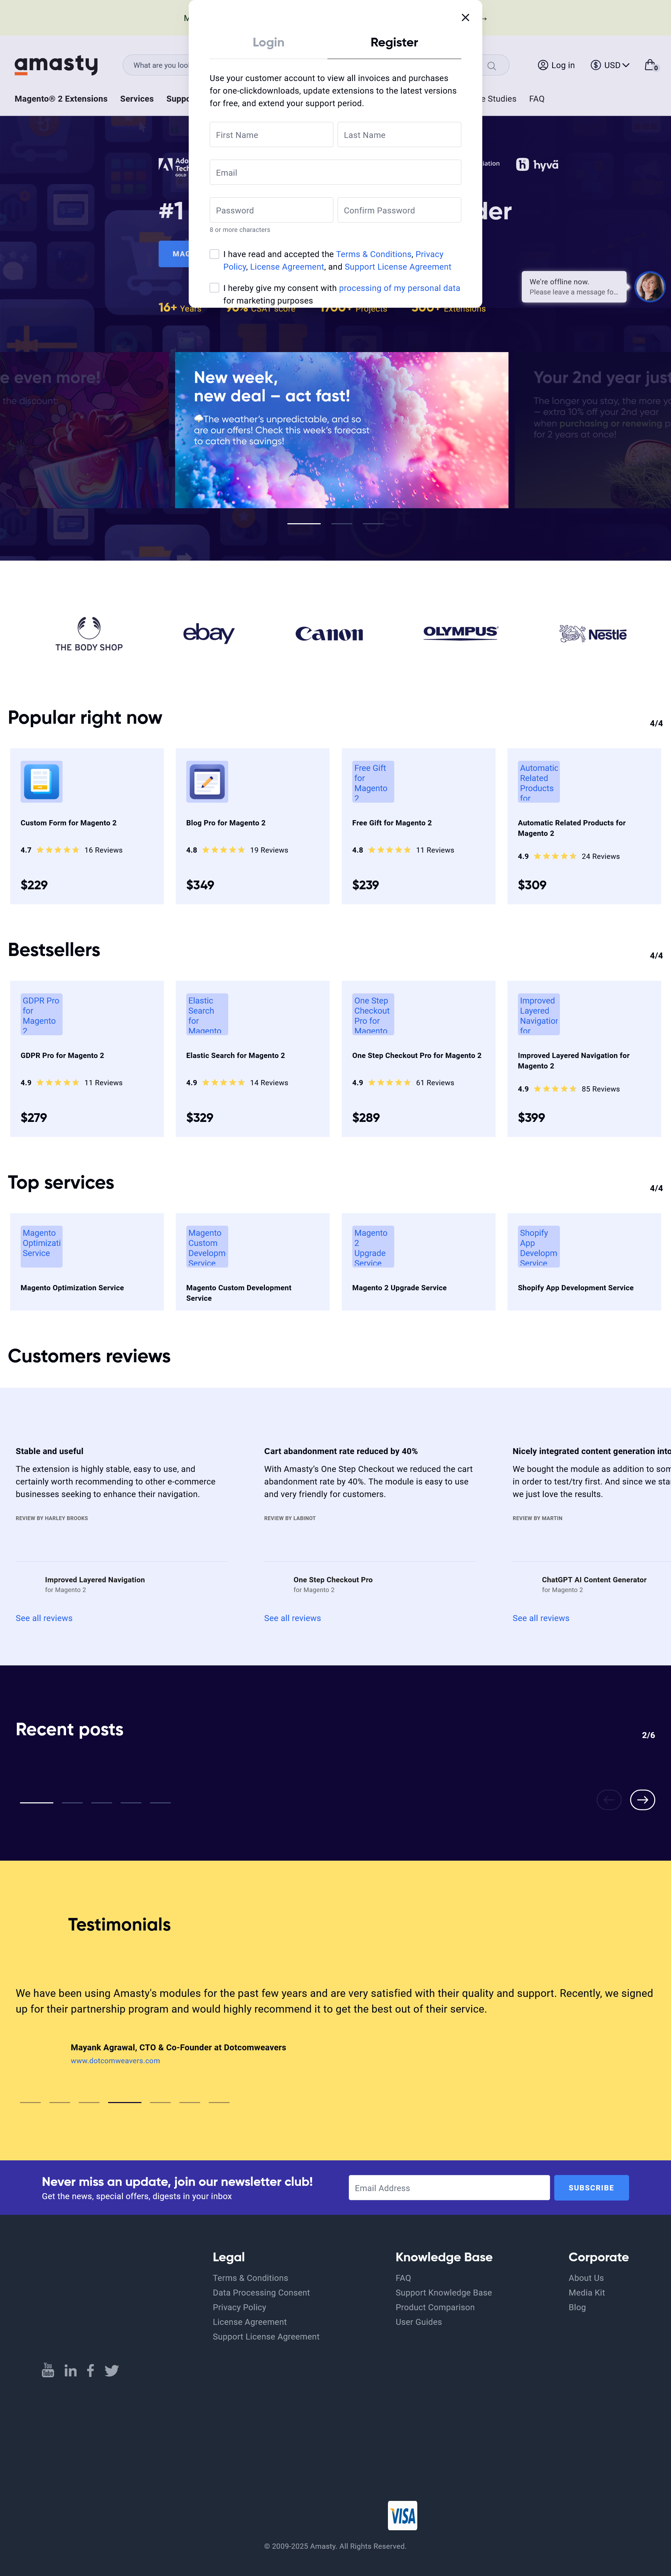 M
→
Login
Register
amasty
What are you loo
Log in
USD
0
Magento® 2 Extensions Services Suppo
e Studies FAQ
Use your customer account to view all invoices and purchases
for one-clickdownloads, update extensions to the latest versions
for free, and extend your support period.
First Name
Last Name
Email
Password
Confirm Password
8 or more characters
I have read and accepted the Terms & Conditions, Privacy
Policy, License Agreement, and Support License Agreement
I hereby give my consent with processing of my personal data
for marketing purposes
Ado
Tech
GOLD
iation
hyvä
#1
der
MAG
We're offline now.
Please leave a message fo...
16+ Years
96% CSAT score
1700+ Projects
300+ Extensions
e even more!
the discount
New week,
new deal – act fast!
The weather's unpredictable, and so
are our offers! Check this week's forecast
to catch the savings!
Your 2nd year just
The longer you stay, the more yo
– extra 10% off your 2nd year
when purchasing or renewing p
for 2 years at once!
THE BODY SHOP
ebay
Canon
OLYMPUS
Nestlé
Popular right now
4/4
Free Gift
for
Magento
2
Automatic
Related
Products
for
Custom Form for Magento 2
Blog Pro for Magento 2
Free Gift for Magento 2
Automatic Related Products for
Magento 2
4.7 16 Reviews
4.8 19 Reviews
4.8 11 Reviews
4.9 24 Reviews
$229
$349
$239
$309
Bestsellers
4/4
GDPR Pro
for
Magento
2
Elastic
Search
for
Magento
One Step
Checkout
Pro for
Magento
Improved
Layered
Navigation
for
GDPR Pro for Magento 2
Elastic Search for Magento 2
One Step Checkout Pro for Magento 2
Improved Layered Navigation for
Magento 2
4.9 11 Reviews
4.9 14 Reviews
4.9 61 Reviews
4.9 85 Reviews
$279
$329
$289
$399
Top services
4/4
Magento
Optimizati
Service
Magento
Custom
Developm
Service
Magento
2
Upgrade
Service
Shopify
App
Developm
Service
Magento Optimization Service
Magento Custom Development
Service
Magento 2 Upgrade Service
Shopify App Development Service
Customers reviews
Stable and useful
The extension is highly stable, easy to use, and
certainly worth recommending to other e-commerce
businesses seeking to enhance their navigation.
REVIEW BY HARLEY BROOKS
Improved Layered Navigation
for Magento 2
See all reviews
Cart abandonment rate reduced by 40%
With Amasty's One Step Checkout we reduced the cart
abandonment rate by 40%. The module is easy to use
and very friendly for customers.
REVIEW BY LABINOT
One Step Checkout Pro
for Magento 2
See all reviews
Nicely integrated content generation into
We bought the module as addition to som
in order to test/try first. And since we sta
we just love the results.
REVIEW BY MARTIN
ChatGPT AI Content Generator
for Magento 2
See all reviews
Recent posts
2/6
Testimonials
We have been using Amasty's modules for the past few years and are very satisfied with their quality and support. Recently, we signed
up for their partnership program and would highly recommend it to get the best out of their service.
Mayank Agrawal, CTO & Co-Founder at Dotcomweavers
www.dotcomweavers.com
Never miss an update, join our newsletter club!
Get the news, special offers, digests in your inbox
Email Address
SUBSCRIBE
Legal
Terms & Conditions
Data Processing Consent
Privacy Policy
License Agreement
Support License Agreement
Knowledge Base
FAQ
Support Knowledge Base
Product Comparison
User Guides
Corporate
About Us
Media Kit
Blog
You
Tube
in
f
VISA
© 2009-2025 Amasty. All Rights Reserved.